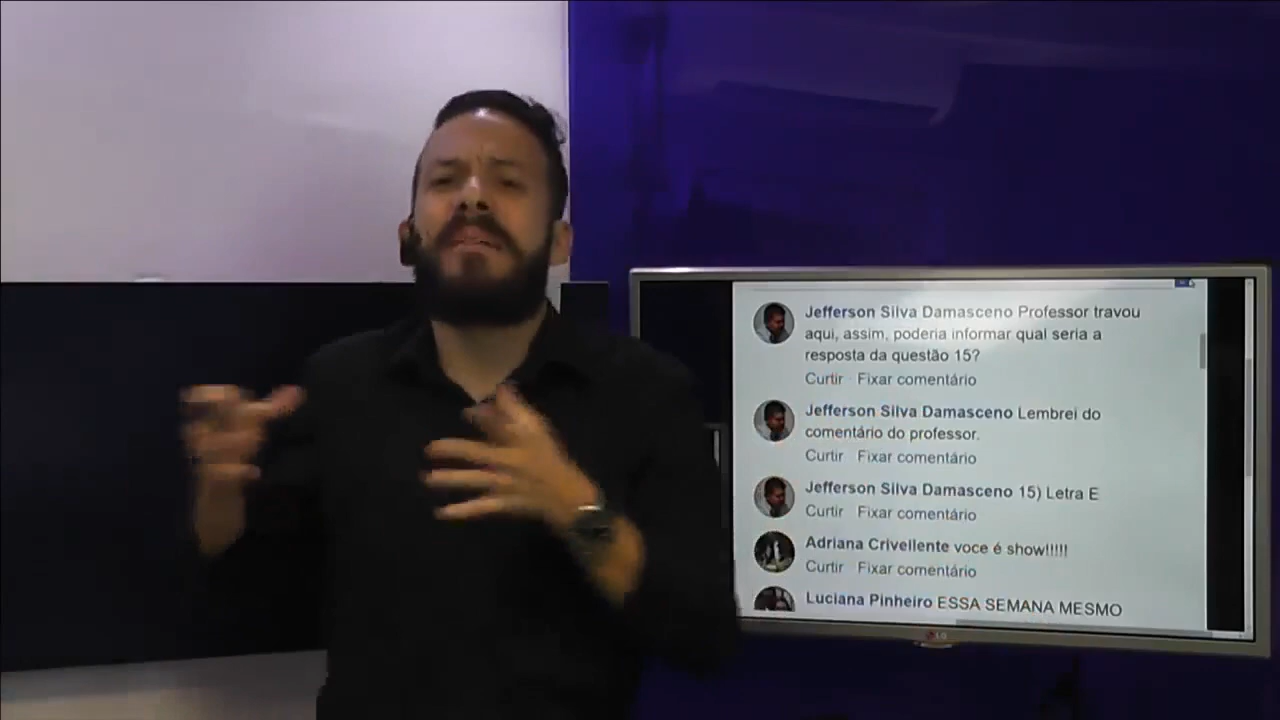 Jefferson Silva Damasceno Professor travou
aqui, assim, poderia informar qual seria a
resposta da questão 15?
Curtir · Fixar comentário
Jefferson Silva Damasceno Lembrei do
comentário do professor.
Curtir Fixar comentário
Jefferson Silva Damasceno 15) Letra E
Curtir Fixar comentário
Adriana Crivellente voce é show!!!!!
Curtir Fixar comentário
Luciana Pinheiro ESSA SEMANA MESMO
LG